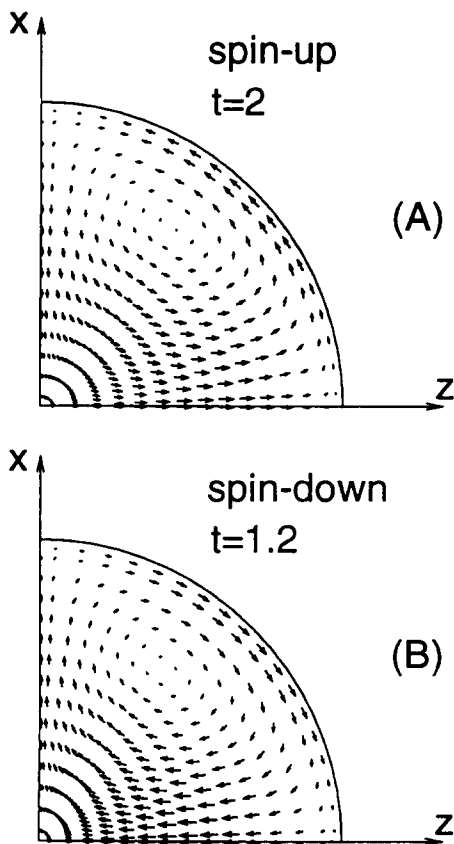 x
spin-up
t=2
(A)
z
x
spin-down
t=1.2
(B)
z